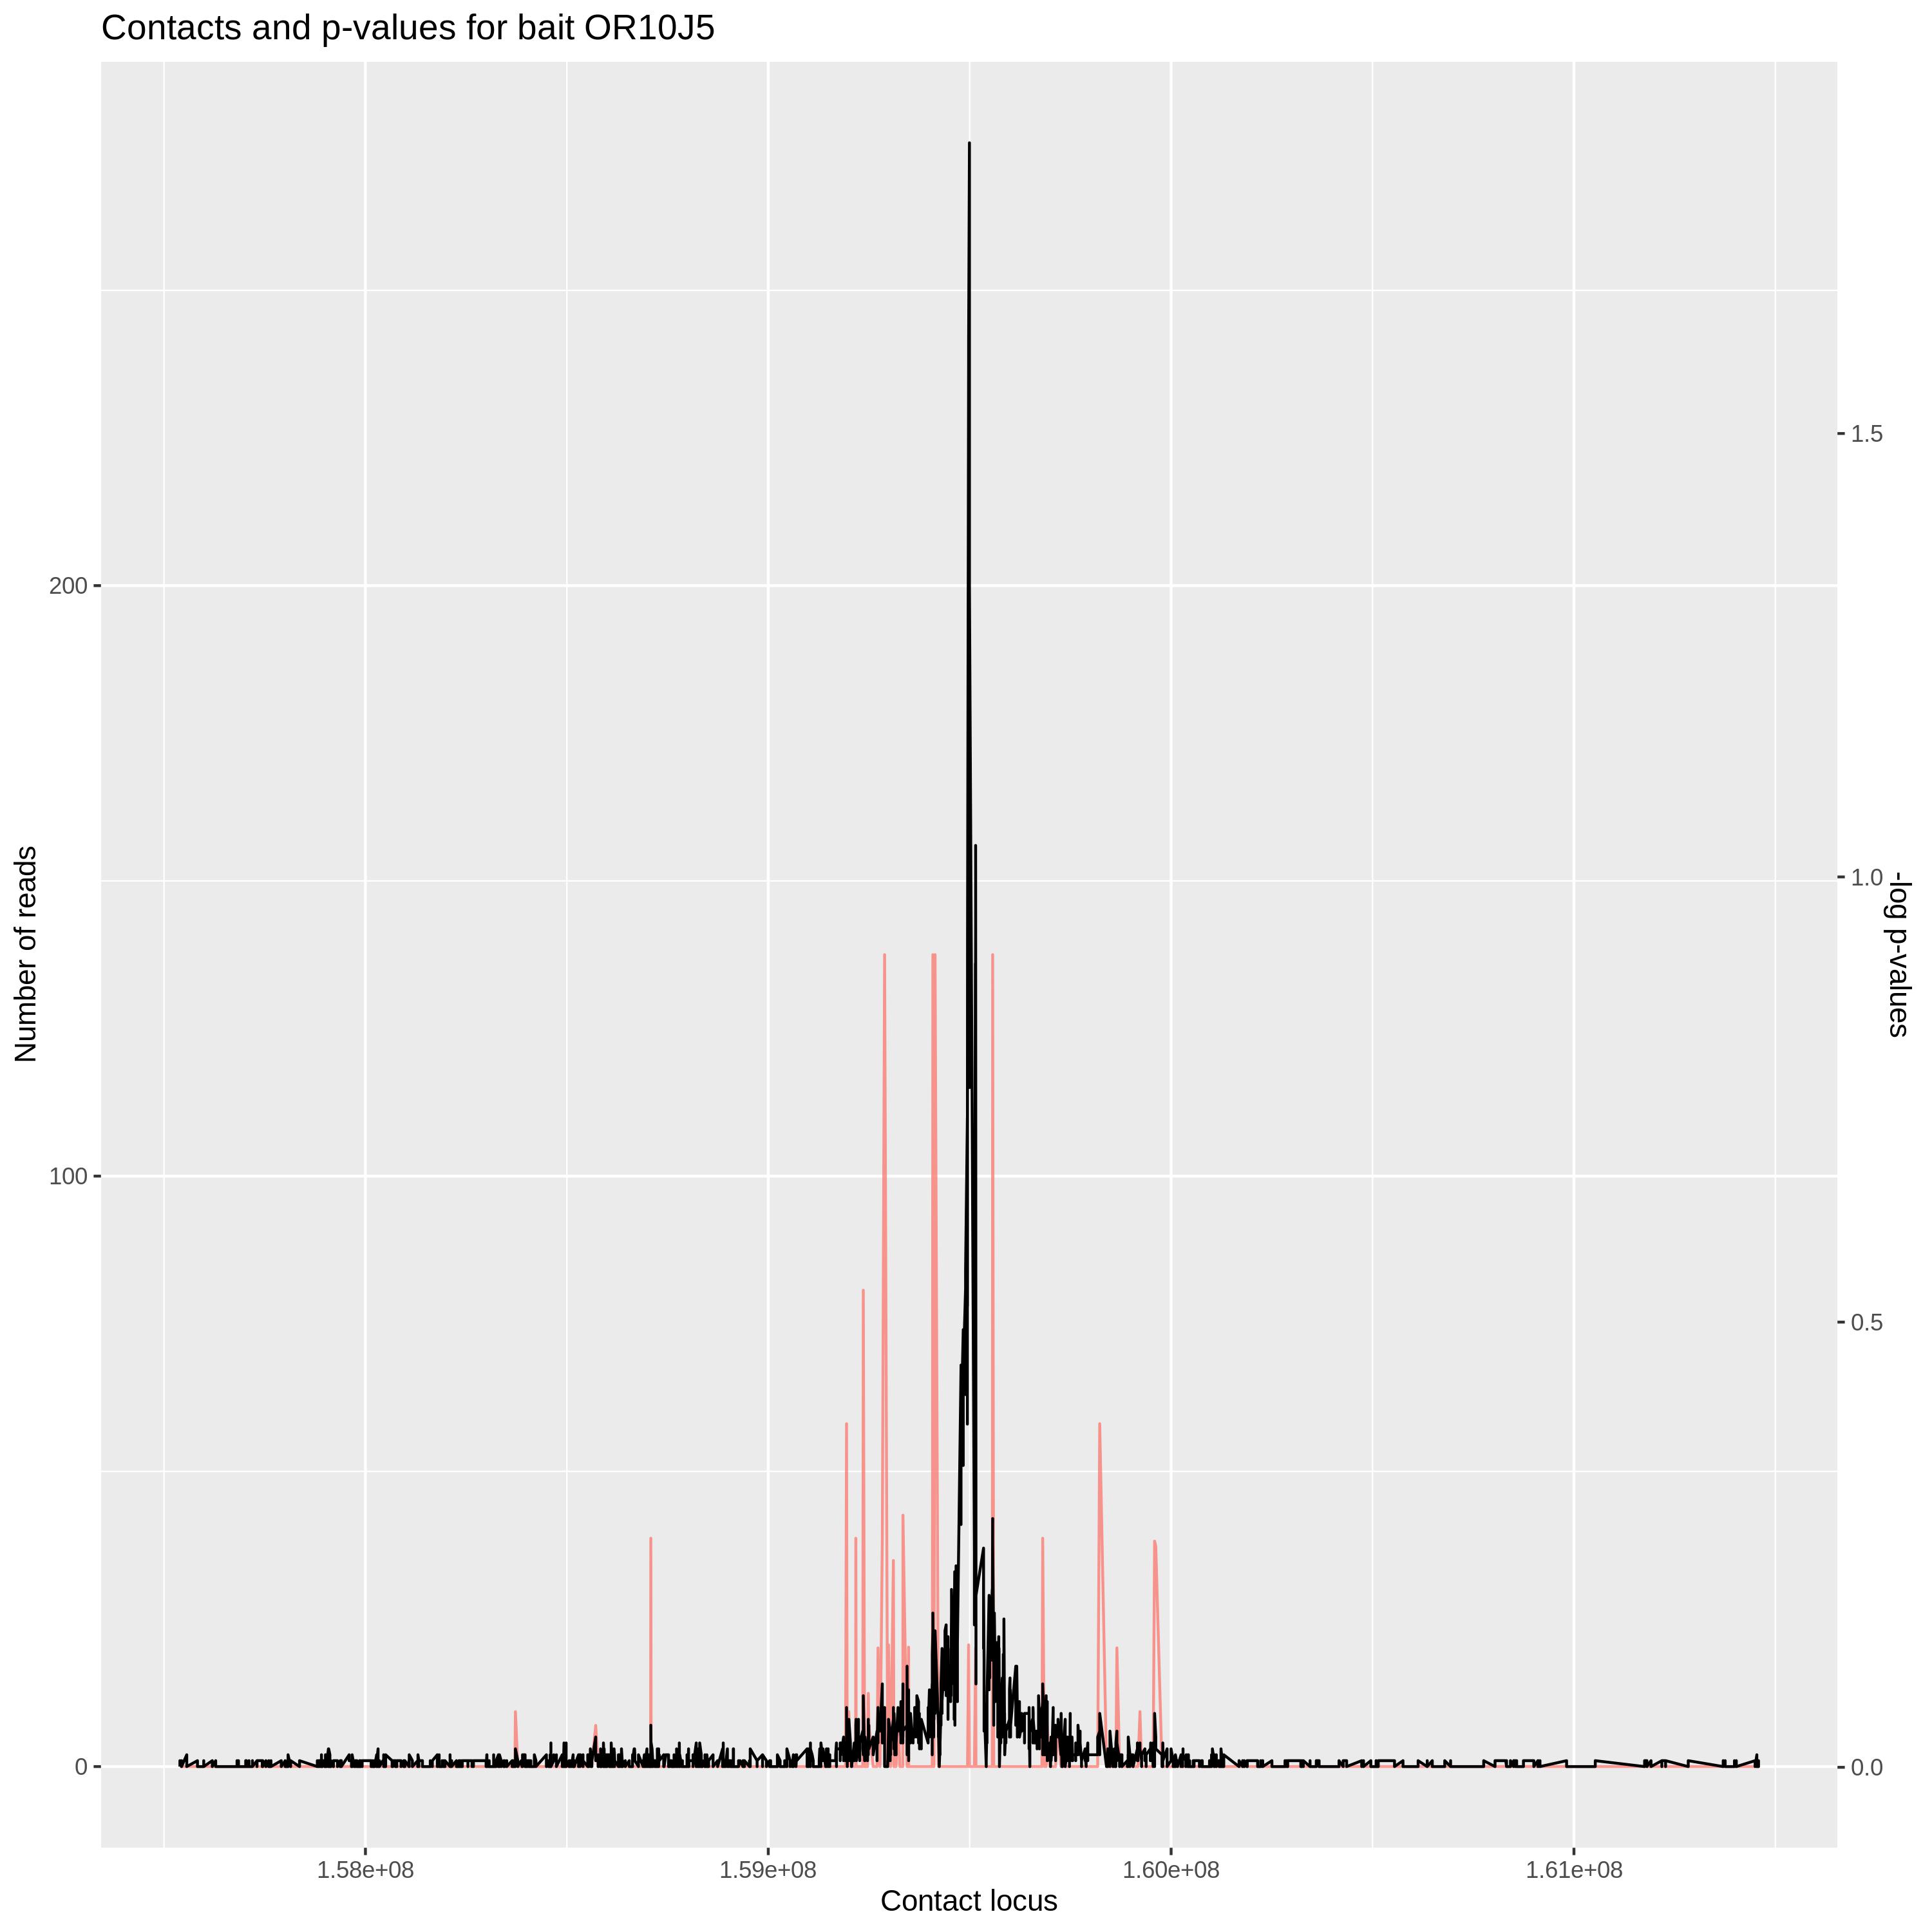 Contacts and p-values for bait OR10J5
Number of reads
200
100
0
1.5
1.0
0.5
0.0
-log p-values
1.58e+08
1.59e+08
1.60e+08
1.61e+08
Contact locus